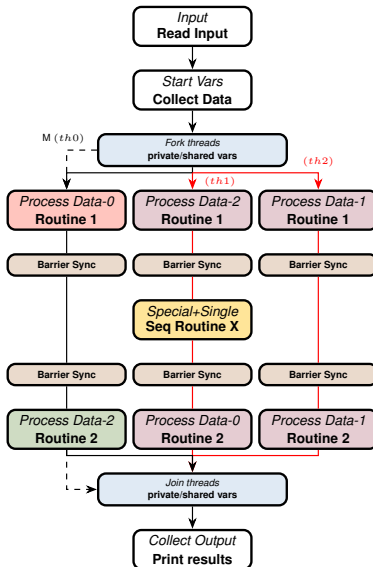 Input
Read Input
Start Vars
Collect Data
M(th0)
Fork threads
private/shared vars
(th2)
(th1)
Process Data-0
Routine 1
Process Data-2
Routine 1
Process Data-1
Routine 1
Barrier Sync
Barrier Sync
Barrier Sync
Special+Single
Seq Routine X
Barrier Sync
Barrier Sync
Barrier Sync
Process Data-2
Routine 2
Process Data-0
Routine 2
Process Data-1
Routine 2
Join threads
private/shared vars
Collect Output
Print results